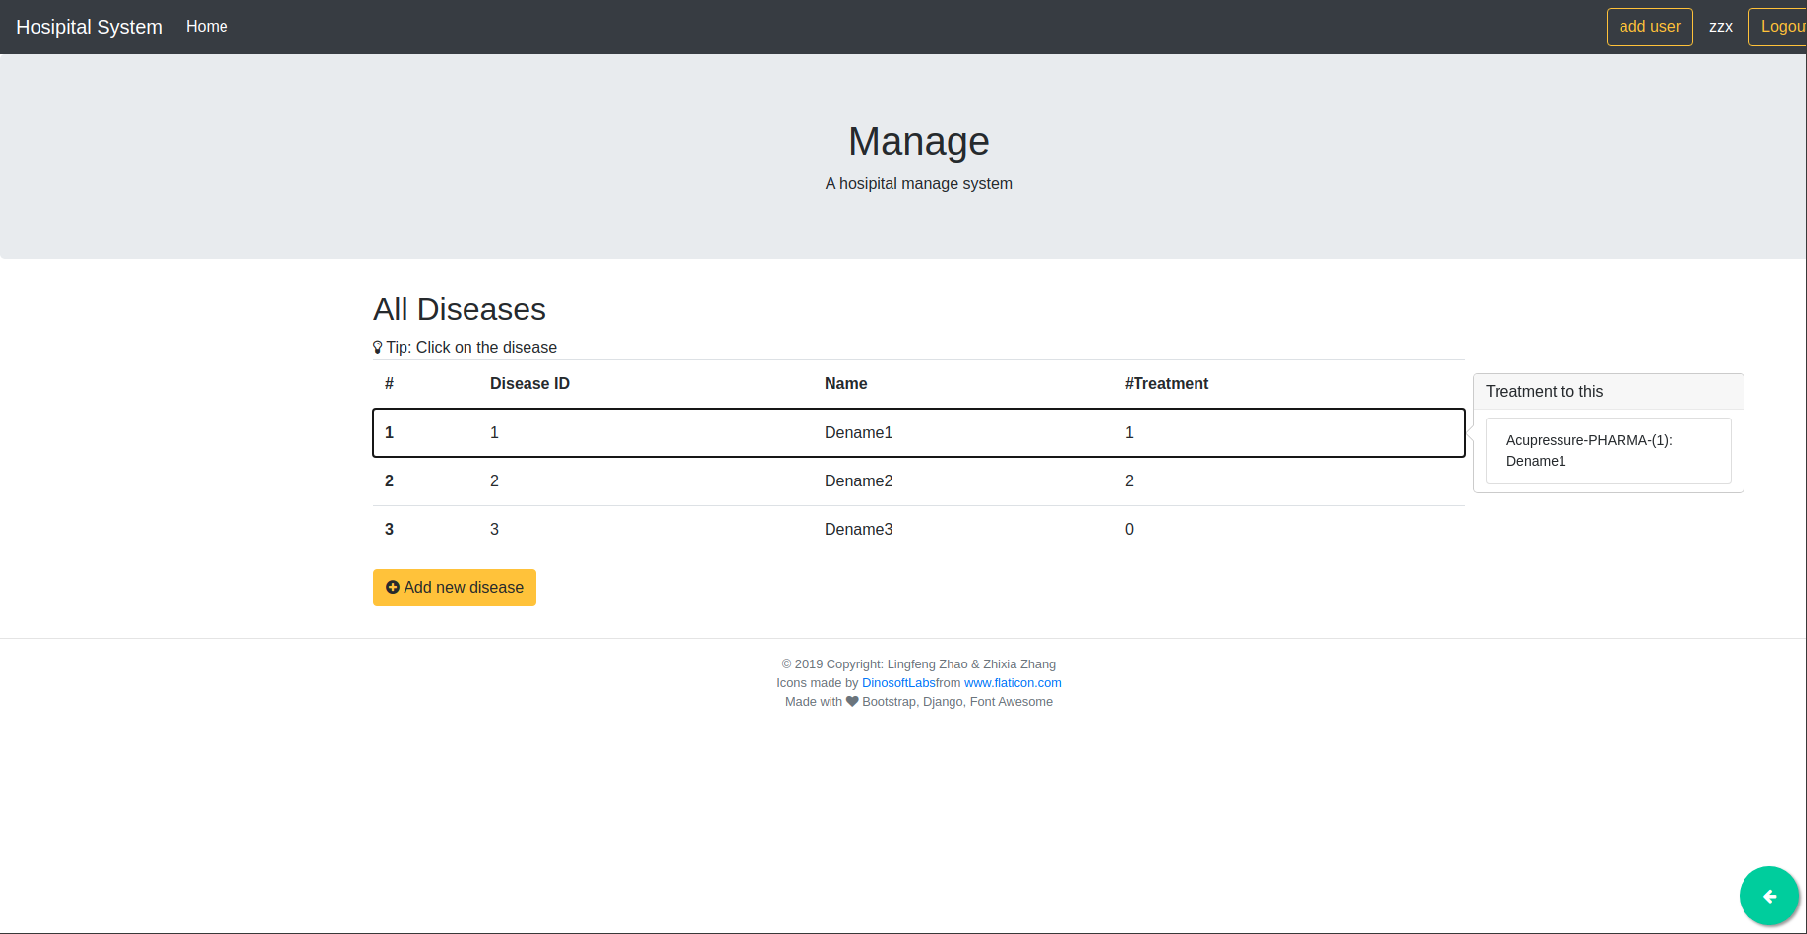 Hosipital System Home add user zzx Logou
Manage
A hosipital manage system
All Diseases
Tip: Click on the disease
# Disease ID Name #Treatment
1 1 Dename1 1
2 2 Dename2 2
3 3 Dename3 0
Treatment to this
Acupressure-PHARMA-(1):
Dename1
Add new disease
© 2019 Copyright: Lingfeng Zhao & Zhixia Zhang
Icons made by DinosoftLabsfrom www.flaticon.com
Made with Bootstrap, Django, Font Awesome